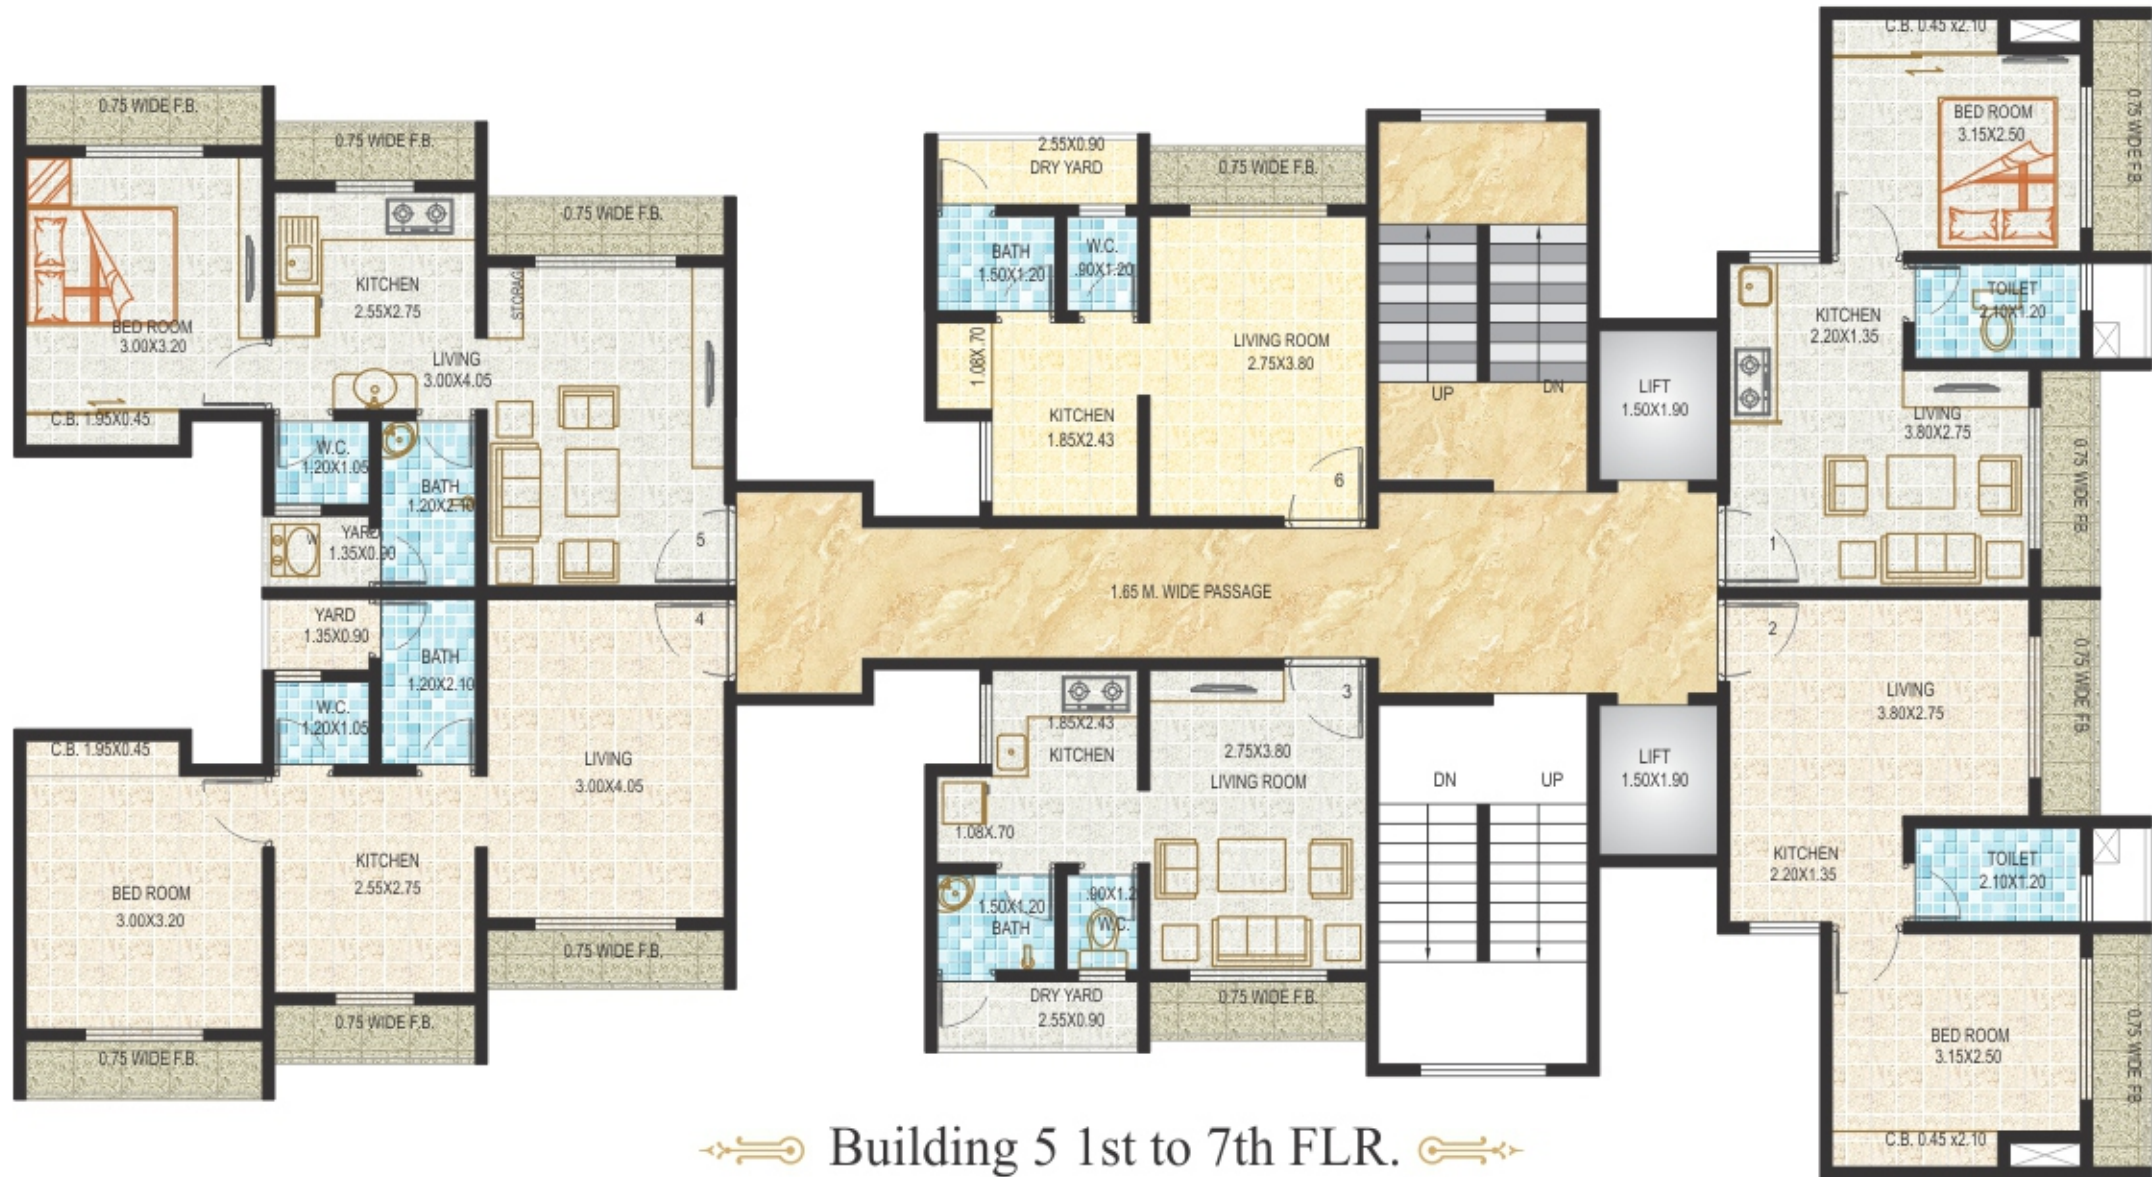 0.75 WIDE F.B.
0.75 WIDE F.B.
0.75 WIDE F.B.
BED ROOM
3.00X3.20
C.B. 1.95X0.45
KITCHEN
2.55X2.75
STORAG
LIVING
3.00X4.05
W.C.
1.20X1.05
BATH
1.20X2.10
W
YARD
1.35X0.90
5
YARD
1.35X0.90
BATH
1.20X2.10
4
W.C.
1.20X1.05
C.B. 1.95X0.45
LIVING
3.00X4.05
KITCHEN
2.55X2.75
BED ROOM
3.00X3.20
0.75 WIDE F.B.
0.75 WIDE F.B.
0.75 WIDE F.B.
2.55X0.90
DRY YARD
0.75 WIDE F.B.
BATH
1.50X1.20
W.C.
.90X1.20
1.08X.70
LIVING ROOM
2.75X3.80
KITCHEN
1.85X2.43
6
UP
DN
LIFT
1.50X1.90
1.65 M. WIDE PASSAGE
3
1.85X2.43
KITCHEN
2.75X3.80
LIVING ROOM
1.08X.70
1.50X1.20
BATH
.90X1.2
W.C.
DRY YARD
2.55X0.90
0.75 WIDE F.B.
DN
UP
LIFT
1.50X1.90
C.B. 0.45 x2.10
BED ROOM
3.15X2.50
0.75 WIDE F.B.
TOILET
2.10X1.20
KITCHEN
2.20X1.35
LIVING
3.80X2.75
0.75 WIDE FB
1
2
LIVING
3.80X2.75
0.75 WIDE FB
KITCHEN
2.20X1.35
TOILET
2.10X1.20
BED ROOM
3.15X2.50
0.75 WIDE FB
C.B. 0.45 x2.10
Building 5 1st to 7th FLR.